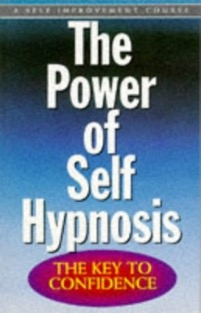 A SELF IMPROVEMENT COURSE
The
Power
of
Self
Hypnosis
THE KEY TO
CONFIDENCE